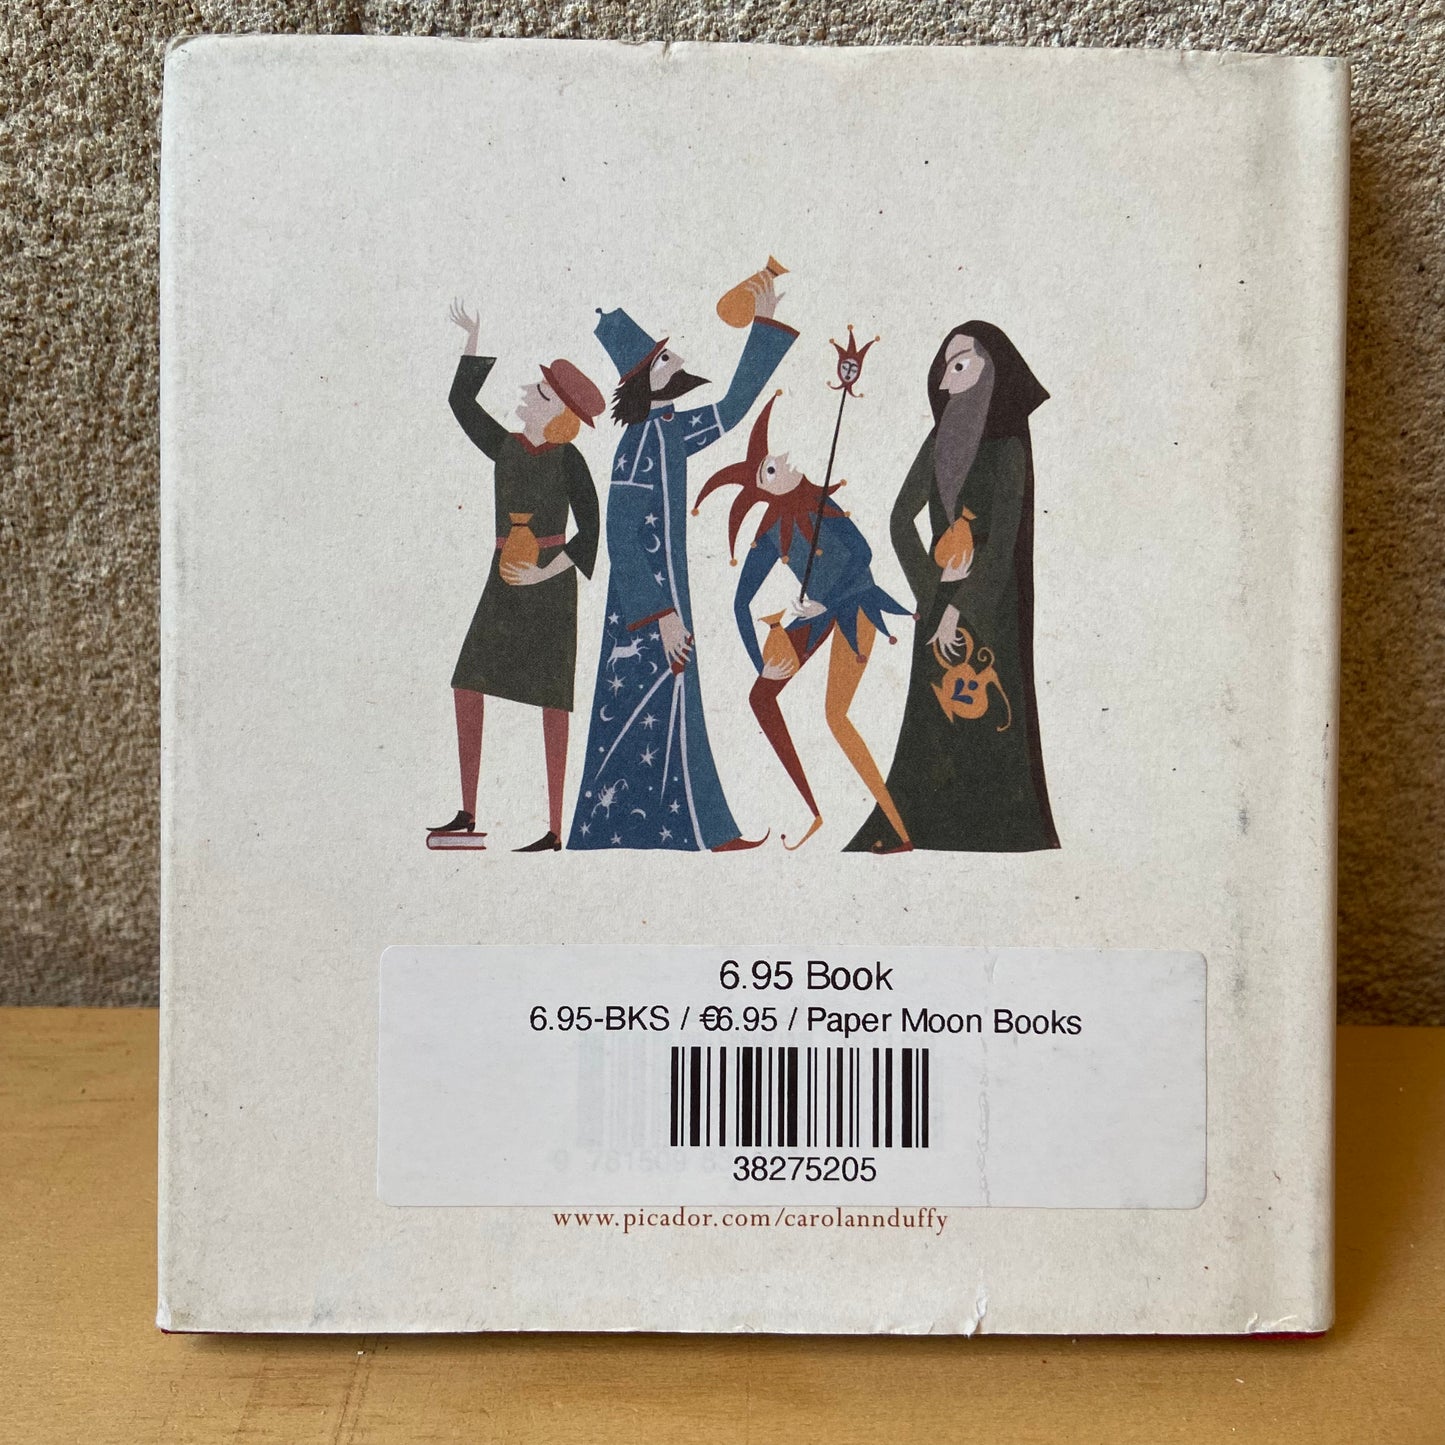 6.95 Book
6.95-BKS / €6.95 / Paper Moon Books
38275205
www.picador.com/carolannduffy